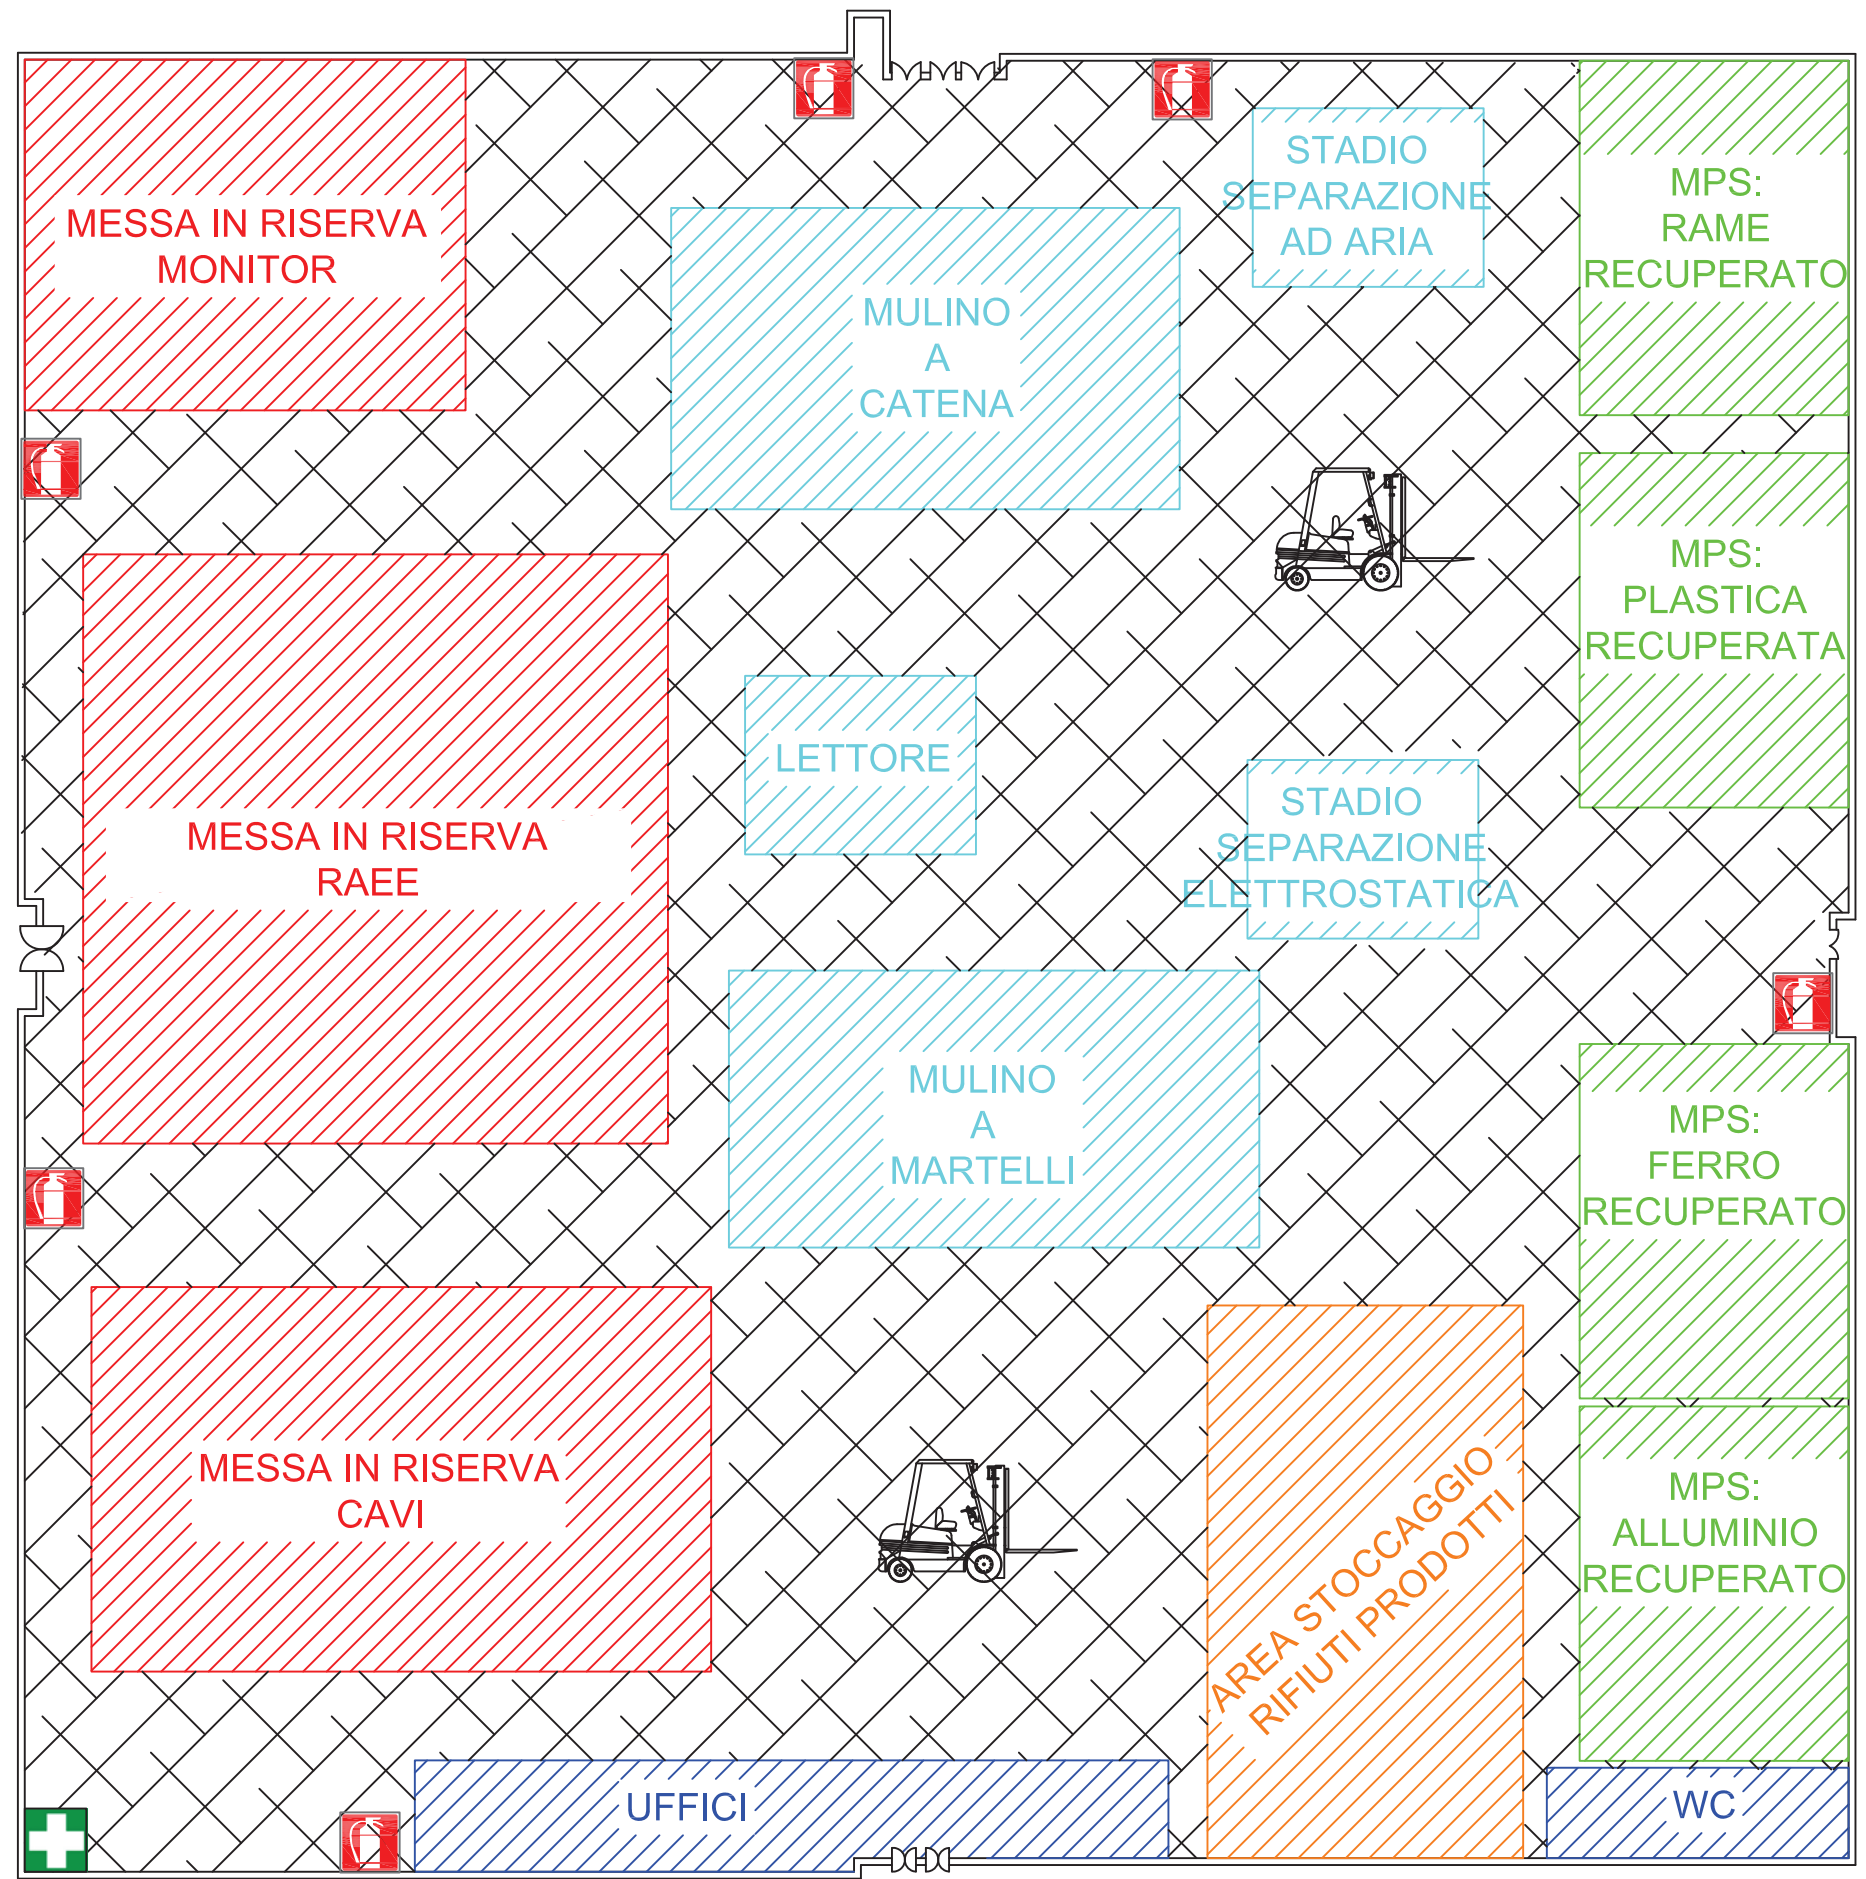 MESSA IN RISERVA
MONITOR
STADIO
SEPARAZIONE
AD ARIA
MPS:
RAME
RECUPERATO
MULINO
A
CATENA
MPS:
PLASTICA
RECUPERATA
LETTORE
MESSA IN RISERVA
RAEE
STADIO
SEPARAZIONE
ELETTROSTATICA
MULINO
A
MARTELLI
MPS:
FERRO
RECUPERATO
MESSA IN RISERVA
CAVI
AREA STOCCAGGIO
RIFIUTI PRODOTTI
MPS:
ALLUMINIO
RECUPERATO
UFFICI
WC